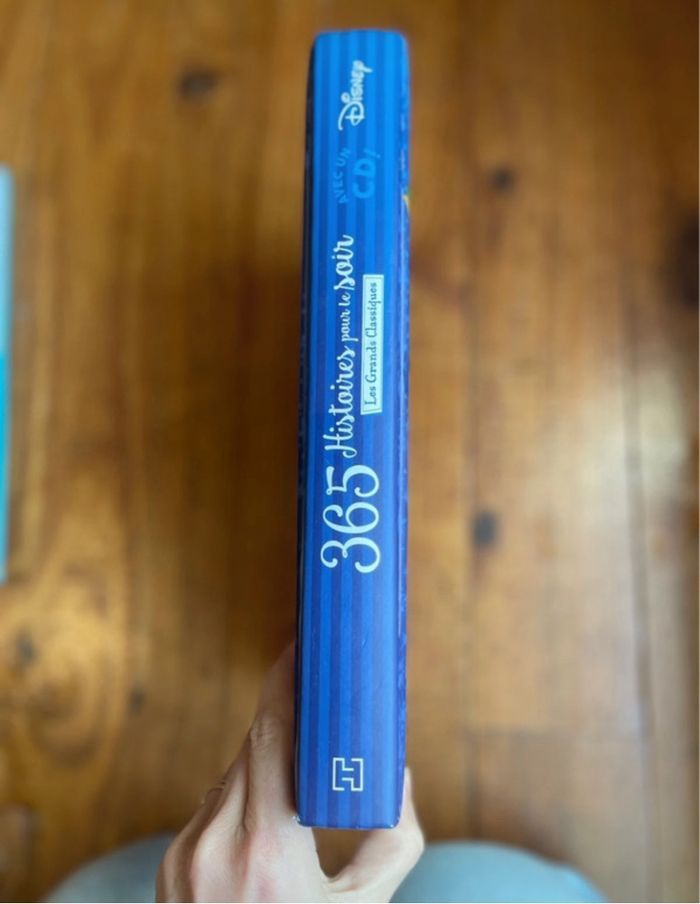 365 Histoires pour le soir
Les Grands Classiques
AVEC UN
CD!
Disney
H